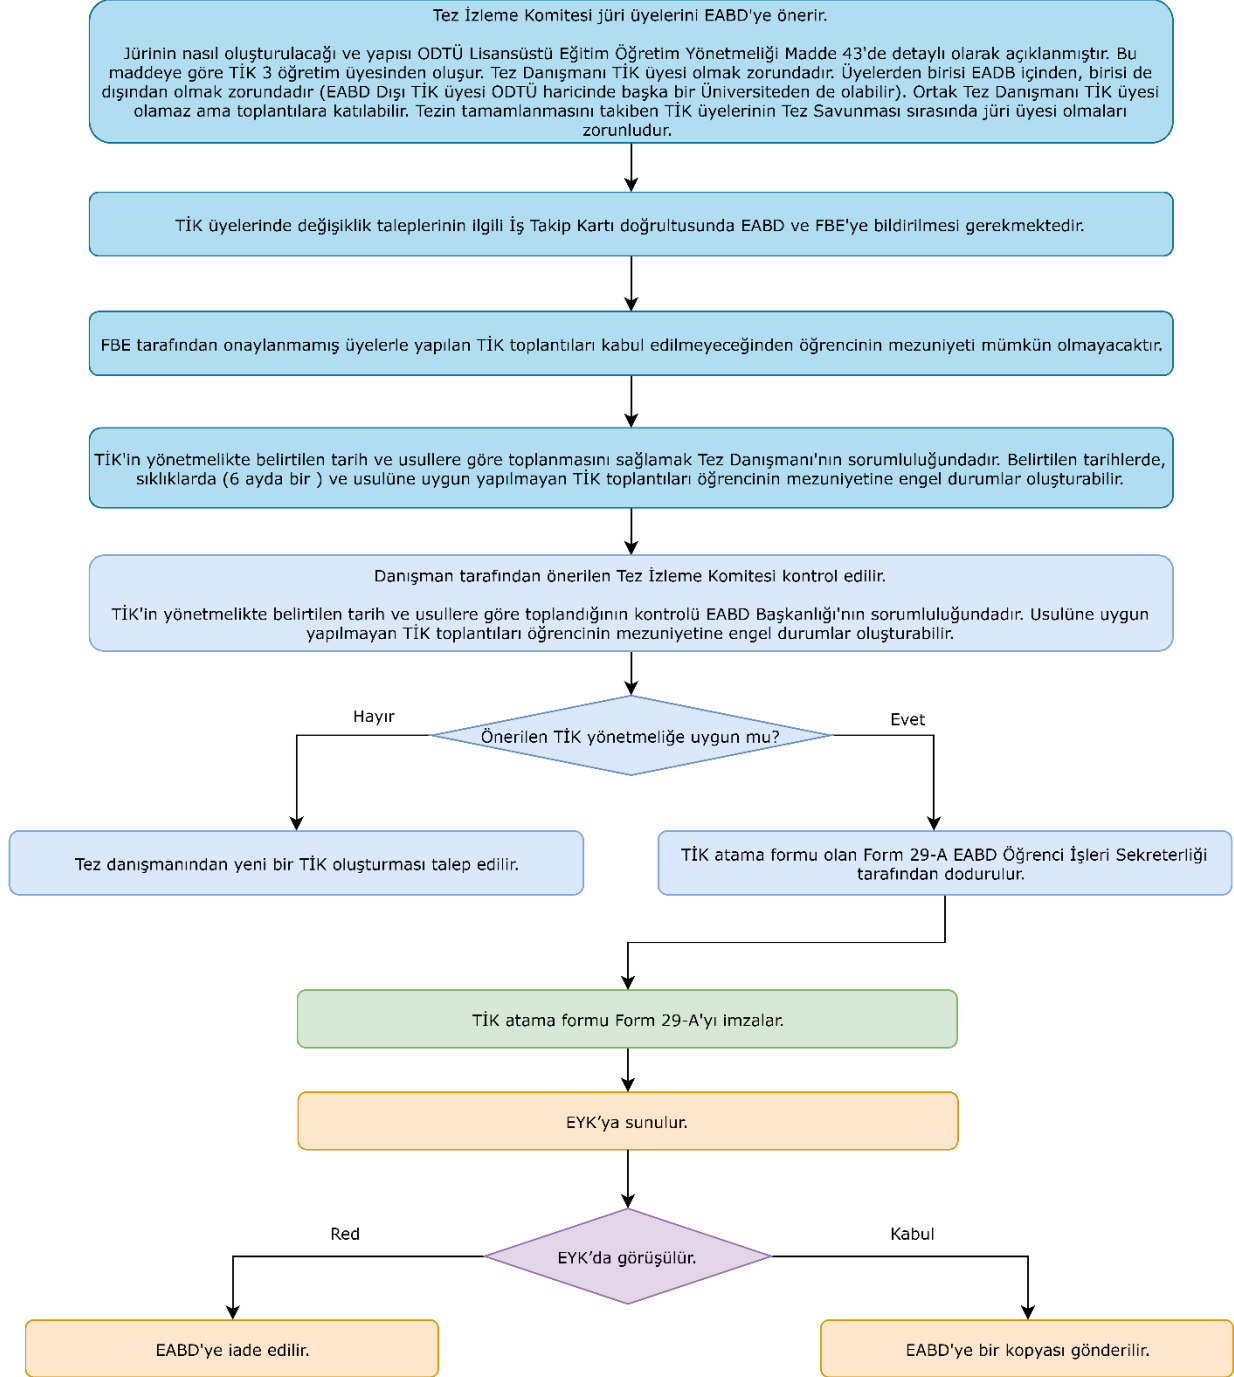 Tez İzleme Komitesi jüri üyelerini EABD'ye önerir.
Jürinin nasıl oluşturulacağı ve yapısı ODTÜ Lisansüstü Eğitim Öğretim Yönetmeliği Madde 43'de detaylı olarak açıklanmıştır. Bu
maddeye göre TİK 3 öğretim üyesinden oluşur. Tez Danışmanı TİK üyesi olmak zorundadır. Üyelerden birisi EADB içinden, birisi de
dışından olmak zorundadır (EABD Dışı TİK üyesi ODTÜ haricinde başka bir Üniversiteden de olabilir). Ortak Tez Danışmanı TİK üyesi
olamaz ama toplantılara katılabilir. Tezin tamamlanmasını takiben TİK üyelerinin Tez Savunması sırasında jüri üyesi olmaları
zorunludur.
TİK üyelerinde değişiklik taleplerinin ilgili İş Takip Kartı doğrultusunda EABD ve FBE'ye bildirilmesi gerekmektedir.
FBE tarafından onaylanmamış üyelerle yapılan TİK toplantıları kabul edilmeyeceğinden öğrencinin mezuniyeti mümkün olmayacaktır.
TİK'in yönetmelikte belirtilen tarih ve usullere göre toplanmasını sağlamak Tez Danışmanı'nın sorumluluğundadır. Belirtilen tarihlerde,
sıklıklarda (6 ayda bir ) ve usulüne uygun yapılmayan TİK toplantıları öğrencinin mezuniyetine engel durumlar oluşturabilir.
Danışman tarafından önerilen Tez İzleme Komitesi kontrol edilir.
TİK'in yönetmelikte belirtilen tarih ve usullere göre toplandığının kontrolü EABD Başkanlığı'nın sorumluluğundadır. Usulüne uygun
yapılmayan TİK toplantıları öğrencinin mezuniyetine engel durumlar oluşturabilir.
Hayır
Evet
Önerilen TİK yönetmeliğe uygun mu?
Tez danışmanından yeni bir TİK oluşturması talep edilir.
TİK atama formu olan Form 29-A EABD Öğrenci İşleri Sekreterliği
tarafından dodurulur.
TİK atama formu Form 29-A'yı imzalar.
EYK’ya sunulur.
Red
Kabul
EYK’da görüşülür.
EABD'ye iade edilir.
EABD'ye bir kopyası gönderilir.